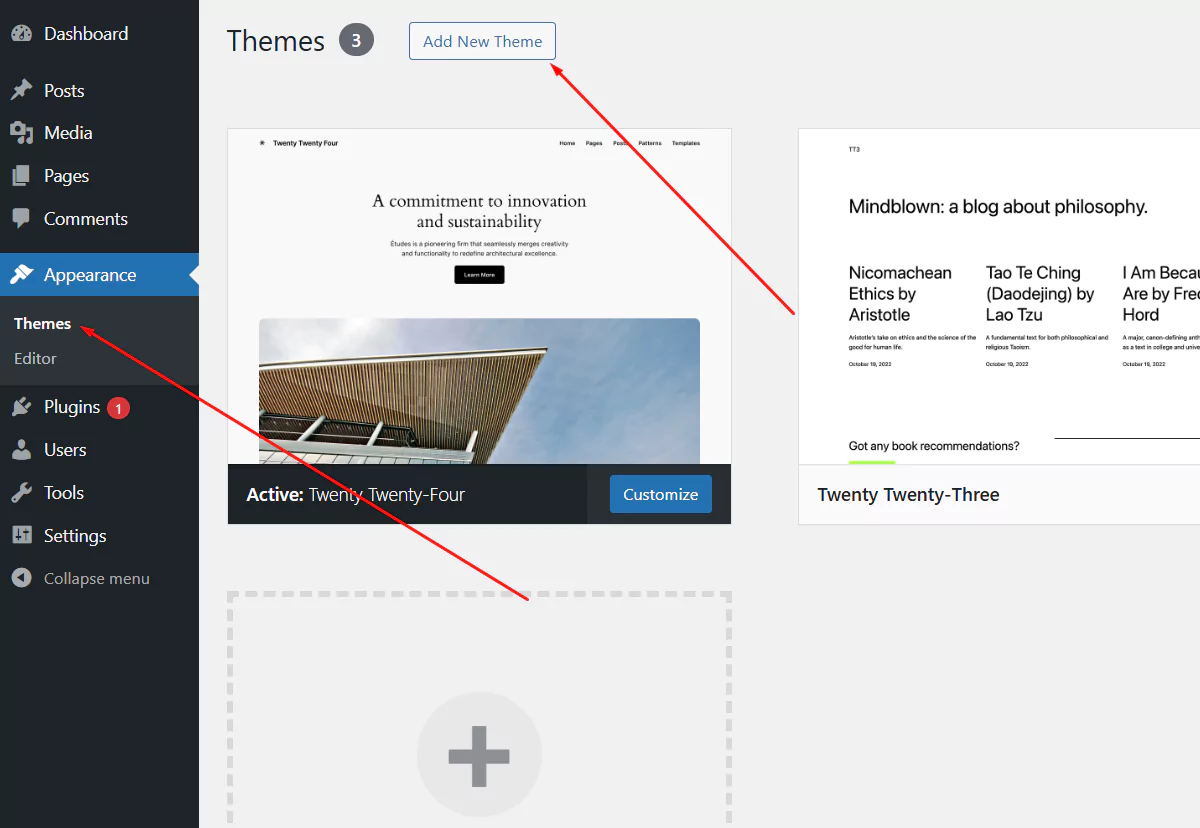 Dashboard
Posts
Media
Pages
Comments
Appearance
Themes
Editor
Plugins 1
Users
Tools
Settings
Collapse menu
Themes 3
Add New Theme
Twenty Twenty Four
Home Pages Posts Patterns Templates
A commitment to innovation
and sustainability
Études is a pioneering firm that seamlessly merges creativity
and functionality to redefine architectural excellence.
Learn More
Active: Twenty Twenty-Four
Customize
TT3
Mindblown: a blog about philosophy.
Nicomachean
Ethics by
Aristotle
Aristotle's take on ethics and the science of the
good for human life.
October 19, 2022
Tao Te Ching
(Daodejing) by
Lao Tzu
A fundamental text for both philosophical and
religious Taoism.
October 19, 2022
I Am Becau
Are by Fred
Hord
A major, canon-defining anth
as a text in college and unive
October 19, 2022
Got any book recommendations?
Twenty Twenty-Three